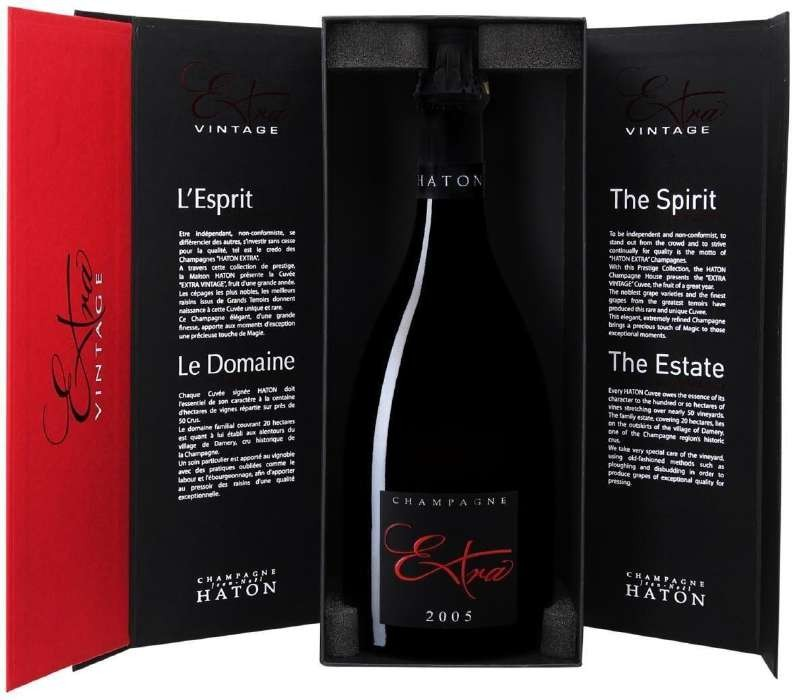 Extra
VINTAGE
Extra
VINTAGE
L'Esprit
Etre indépendant, non-conformiste, se
différencier des autres, s'investir sans cesse
pour la qualité, tel est le credo des
Champagnes "HATON EXTRA".
A travers cette collection de prestige,
la Maison HATON présente la Cuvée
"EXTRA VINTAGE", fruit d'une grande année.
Les cépages les plus nobles, les meilleurs
raisins issus de Grands Terroirs donnent
naissance à cette Cuvée unique et rare.
Ce Champagne élégant, d'une grande
finesse, apporte aux moments d'exception
une précieuse touche de Magie.
Le Domaine
Chaque Cuvée signée HATON doit
l'essentiel de son caractère à la centaine
d'hectares de vignes répartie sur près de
50 Crus.
Le domaine familial couvrant 20 hectares
est quant à lui établi aux alentours du
village de Damery, cru historique de
la Champagne.
Un soin particulier est apporté au vignoble
avec des pratiques oubliées comme le
labour et l'ébourgeonnage, afin d'apporter
au pressoir des raisins d'une qualité
exceptionnelle.
CHAMPAGNE
Jean-Noël
HATON
HATON
CHAMPAGNE
Extra
2005
Extra
VINTAGE
The Spirit
To be independent and non-conformist, to
stand out from the crowd and to strive
continually for quality is the motto of
"HATON EXTRA" Champagnes.
With this Prestige Collection, the HATON
Champagne House presents the "EXTRA
VINTAGE" Cuvee, the fruit of a great year.
The noblest grape varieties and the finest
grapes from the greatest terroirs have
produced this rare and unique Cuvee.
This elegant, extremely refined Champagne
brings a precious touch of Magic to those
exceptional moments.
The Estate
Every HATON Cuvee owes the essence of its
character to the hundred or so hectares of
vines stretching over nearly 50 vineyards.
The family estate, covering 20 hectares, lies
on the outskirts of the village of Damery,
one of the Champagne region's historic
crus.
We take very special care of the vineyard,
using old-fashioned methods such as
ploughing and disbudding in order to
produce grapes of exceptional quality for
pressing.
CHAMPAGNE
Jean-Noël
HATON